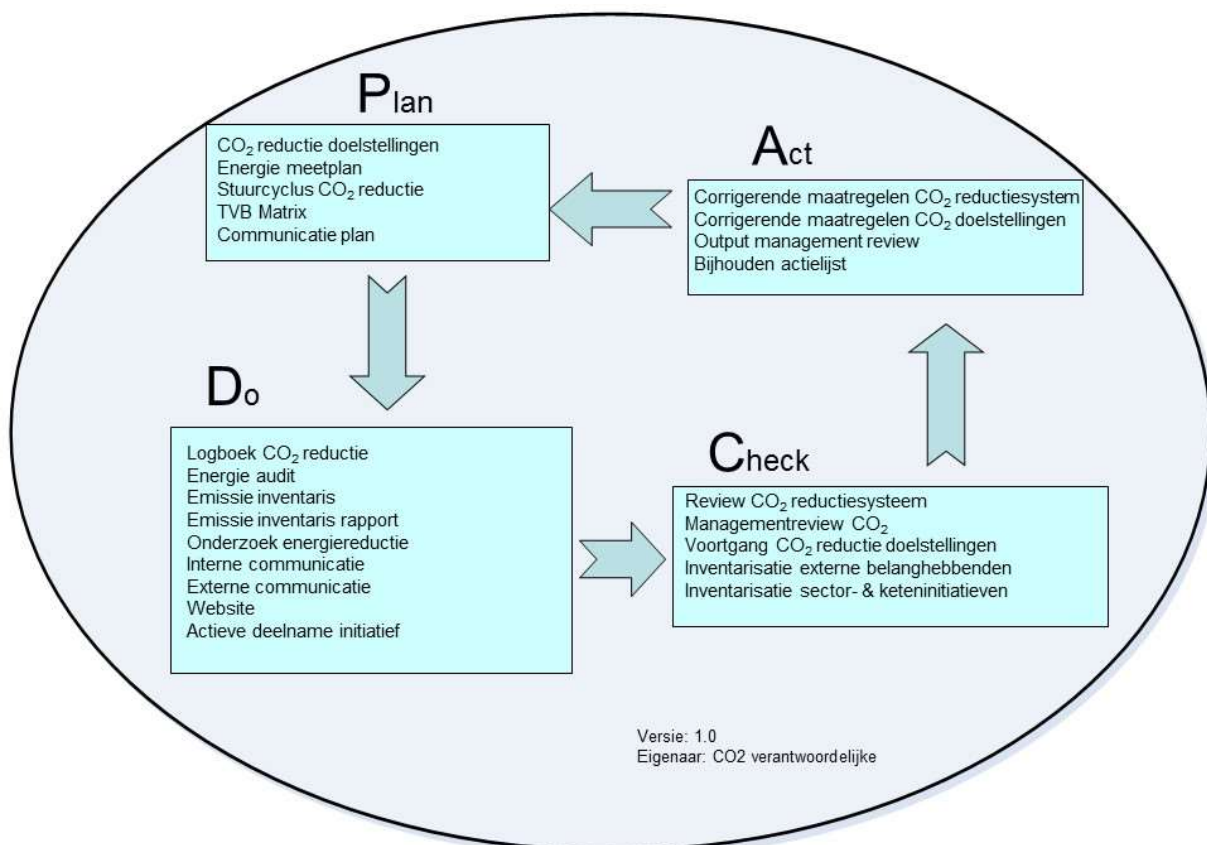 Plan
CO₂ reductie doelstellingen
Energie meetplan
Stuurcyclus CO₂ reductie
TVB Matrix
Communicatie plan
Act
Corrigerende maatregelen CO₂ reductiesystem
Corrigerende maatregelen CO₂ doelstellingen
Output management review
Bijhouden actielijst
Do
Logboek CO₂ reductie
Energie audit
Emissie inventaris
Emissie inventaris rapport
Onderzoek energiereductie
Interne communicatie
Externe communicatie
Website
Actieve deelname initiatief
Check
Review CO₂ reductiesysteem
Managementreview CO₂
Voortgang CO₂ reductie doelstellingen
Inventarisatie externe belanghebbenden
Inventarisatie sector- & keteninitiatieven
Versie: 1.0
Eigenaar: CO2 verantwoordelijke